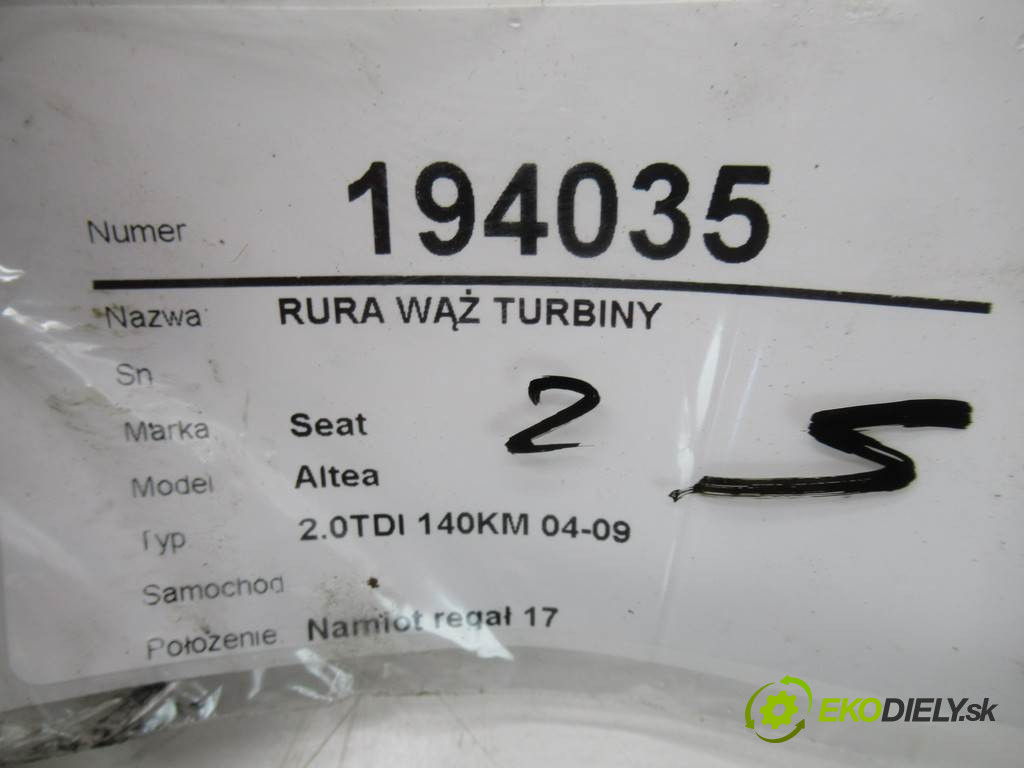 Numer 194035
Nazwa RURA WĄŻ TURBINY
Sn
Marka Seat
2
5
Model Altea
Typ 2.0TDI 140KM 04-09
Samochod
Położenie Namiot regał 17
EKODIELY.sk